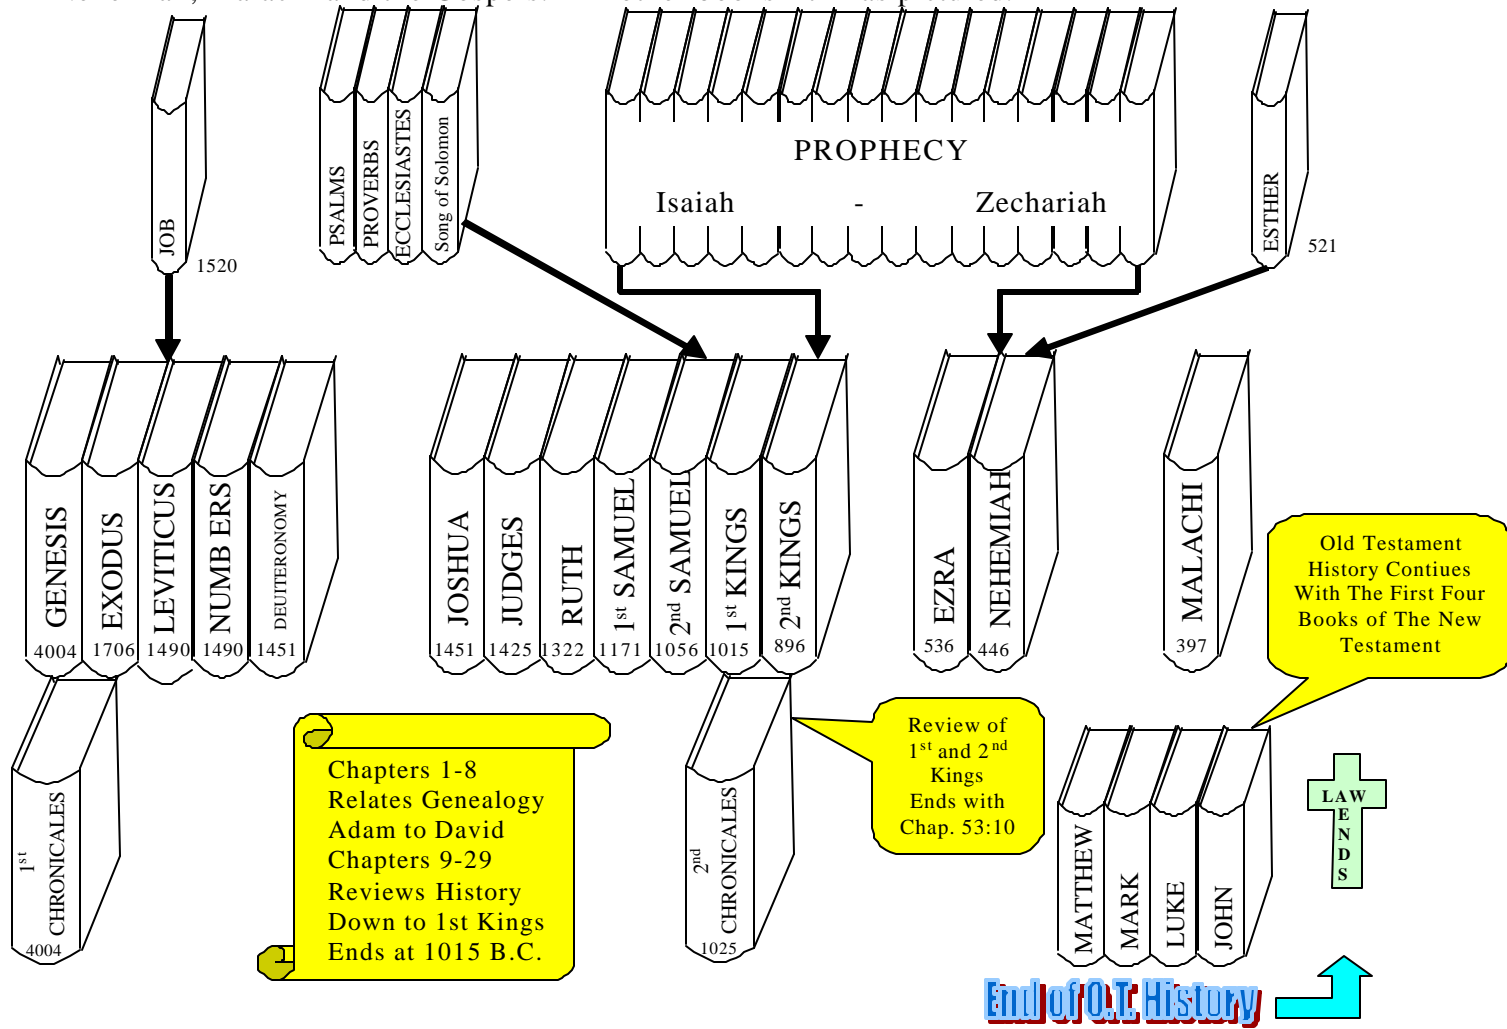 JOB
1520
PSALMS
PROVERBS
ECCLESIASTES
Song of Solomon
PROPHECY
Isaiah - Zechariah
ESTHER
521
GENESIS
4004
EXODUS
1706
LEVITICUS
1490
NUMB ERS
1490
DEUITERONOMY
1451
JOSHUA
1451
JUDGES
1425
RUTH
1322
1st SAMUEL
1171
2nd SAMUEL
1056
1st KINGS
1015
2nd KINGS
896
EZRA
536
NEHEMIAH
446
MALACHI
397
Old Testament
History Contiues
With The First Four
Books of The New
Testament
1st
CHRONICALES
4004
Chapters 1-8
Relates Genealogy
Adam to David
Chapters 9-29
Reviews History
Down to 1st Kings
Ends at 1015 B.C.
2nd
CHRONICALES
1025
Review of
1st and 2nd
Kings
Ends with
Chap. 53:10
MATTHEW
MARK
LUKE
JOHN
LAW
ENDS
End of O.T. History